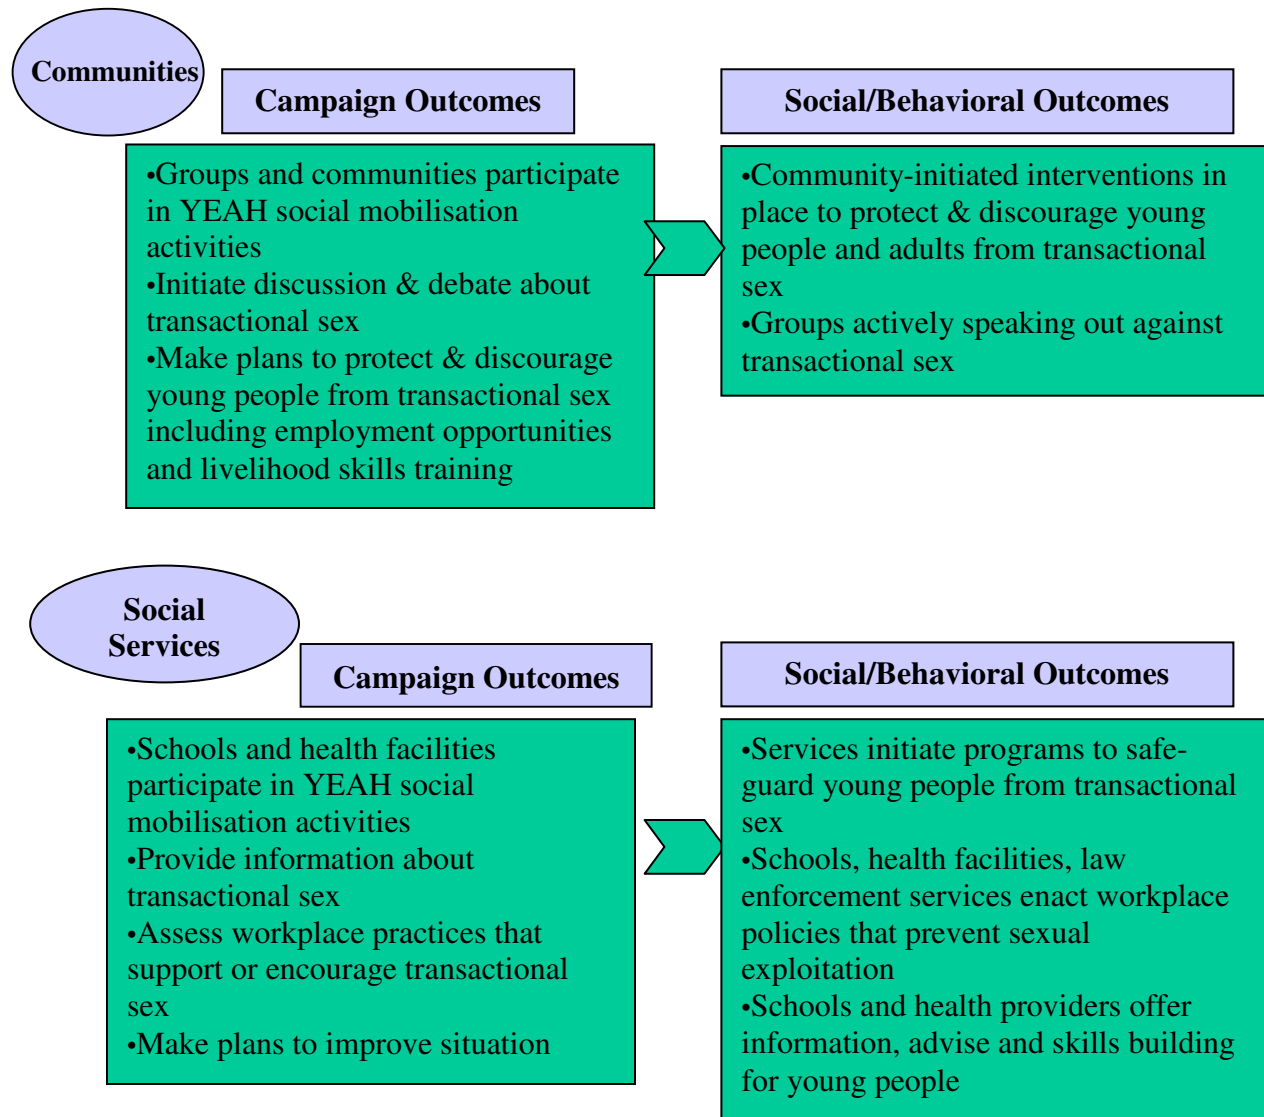 Communities
Campaign Outcomes
Social/Behavioral Outcomes
•Groups and communities participate
in YEAH social mobilisation
activities
•Initiate discussion & debate about
transactional sex
•Make plans to protect & discourage
young people from transactional sex
including employment opportunities
and livelihood skills training
•Community-initiated interventions in
place to protect & discourage young
people and adults from transactional
sex
•Groups actively speaking out against
transactional sex
Social
Services
Campaign Outcomes
Social/Behavioral Outcomes
•Schools and health facilities
participate in YEAH social
mobilisation activities
•Provide information about
transactional sex
•Assess workplace practices that
support or encourage transactional
sex
•Make plans to improve situation
•Services initiate programs to safe-
guard young people from transactional
sex
•Schools, health facilities, law
enforcement services enact workplace
policies that prevent sexual
exploitation
•Schools and health providers offer
information, advise and skills building
for young people